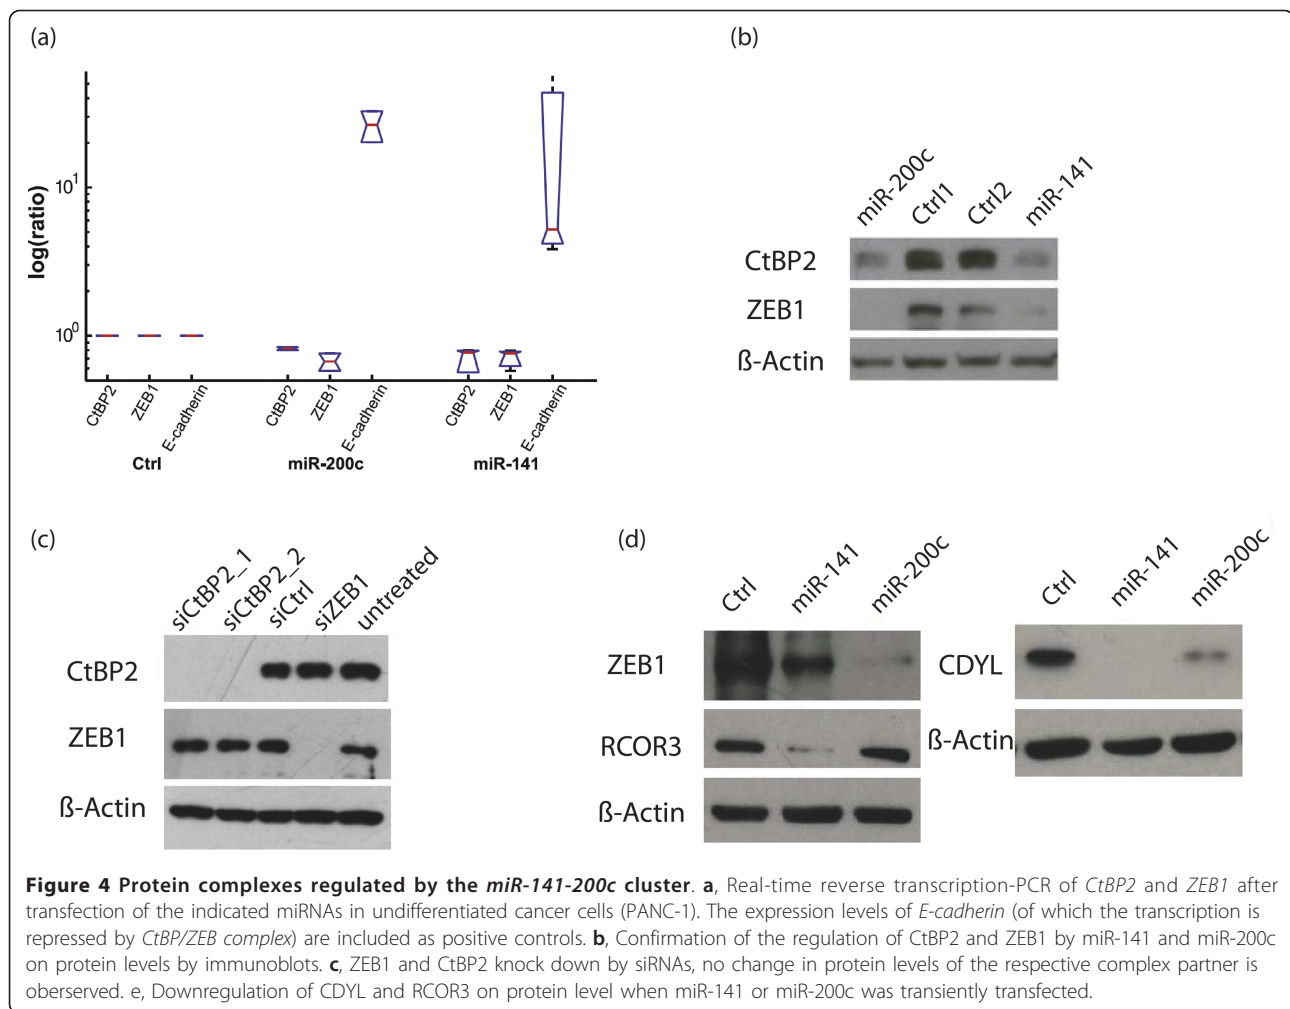 (a)
log(ratio)
10¹
10⁰
CtBP2
ZEB1
E-cadherin
CtBP2
ZEB1
E-cadherin
CtBP2
ZEB1
E-cadherin
Ctrl
miR-200c
miR-141
(b)
miR-200c
Ctrl1
Ctrl2
miR-141
CtBP2
ZEB1
ß-Actin
(c)
siCtBP2_1
siCtBP2_2
siCtrl
siZEB1
untreated
CtBP2
ZEB1
ß-Actin
(d)
Ctrl
miR-141
miR-200c
ZEB1
RCOR3
ß-Actin
Ctrl
miR-141
miR-200c
CDYL
ß-Actin
Figure 4 Protein complexes regulated by the miR-141-200c cluster. a, Real-time reverse transcription-PCR of CtBP2 and ZEB1 after
transfection of the indicated miRNAs in undifferentiated cancer cells (PANC-1). The expression levels of E-cadherin (of which the transcription is
repressed by CtBP/ZEB complex) are included as positive controls. b, Confirmation of the regulation of CtBP2 and ZEB1 by miR-141 and miR-200c
on protein levels by immunoblots. c, ZEB1 and CtBP2 knock down by siRNAs, no change in protein levels of the respective complex partner is
oberserved. e, Downregulation of CDYL and RCOR3 on protein level when miR-141 or miR-200c was transiently transfected.